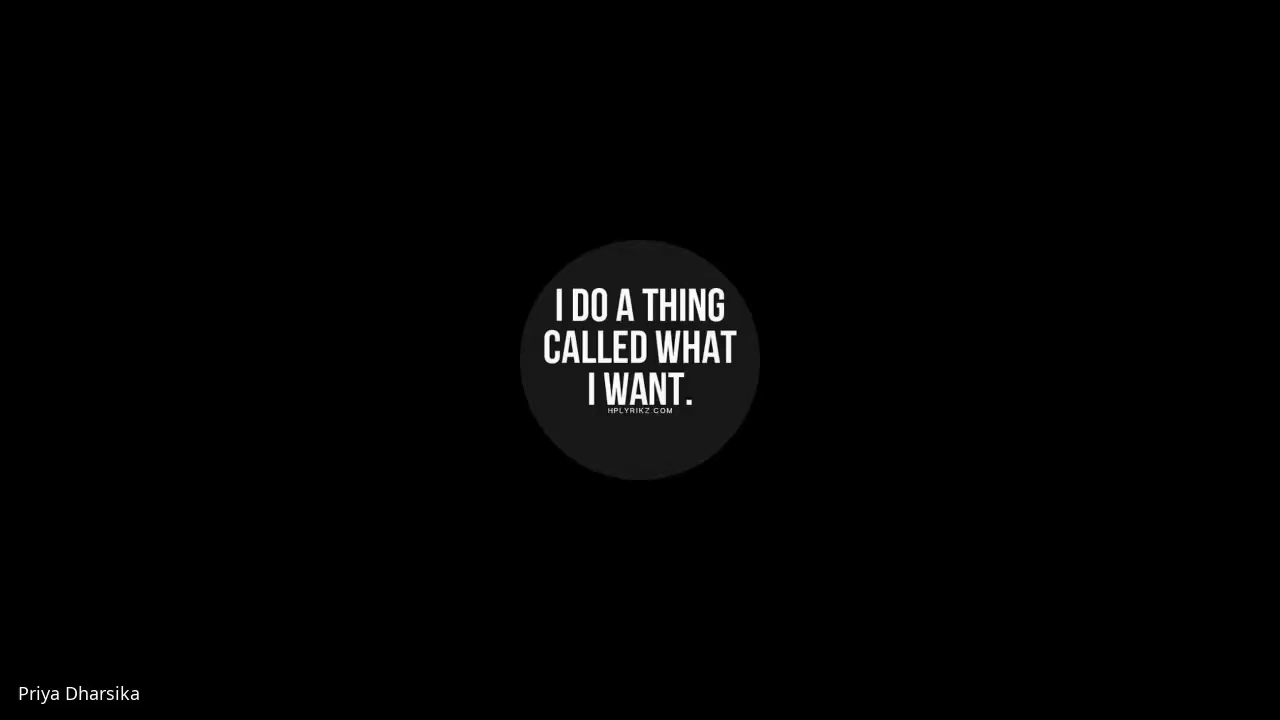 I DO A THING
CALLED WHAT
I WANT.
HPLYRIKZ.COM
Priya Dharsika